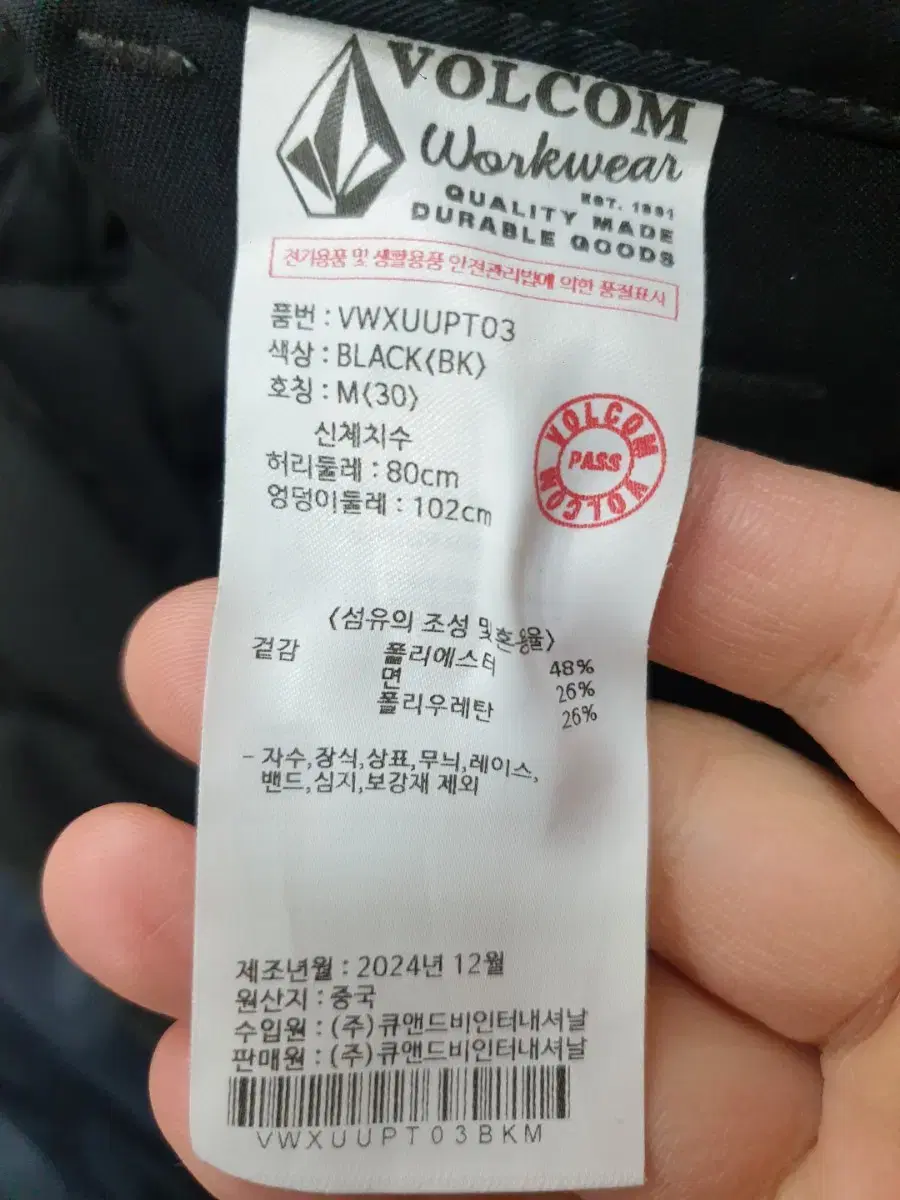 VOLCOM
Workwear
EST. 1991
QUALITY MADE
DURABLE GOODS
전기용품 및 생활용품 안전관리법에 의한 품질표시
품번 : VWXUUPT03
색상 : BLACK(BK)
호칭 : M(30)
신체치수
허리둘레 : 80cm
엉덩이둘레 : 102cm
VOLCOM
PASS
VOLCOM
<섬유의 조성 및 혼용율>
겉감 폴리에스터 48%
면 26%
폴리우레탄 26%
- 자수,장식,상표,무늬,레이스,
밴드,심지,보강재 제외
제조년월 : 2024년 12월
원산지 : 중국
수입원 : (주)큐앤드비인터내셔날
판매원 : (주)큐앤드비인터내셔날
VWXUUPT03BKM